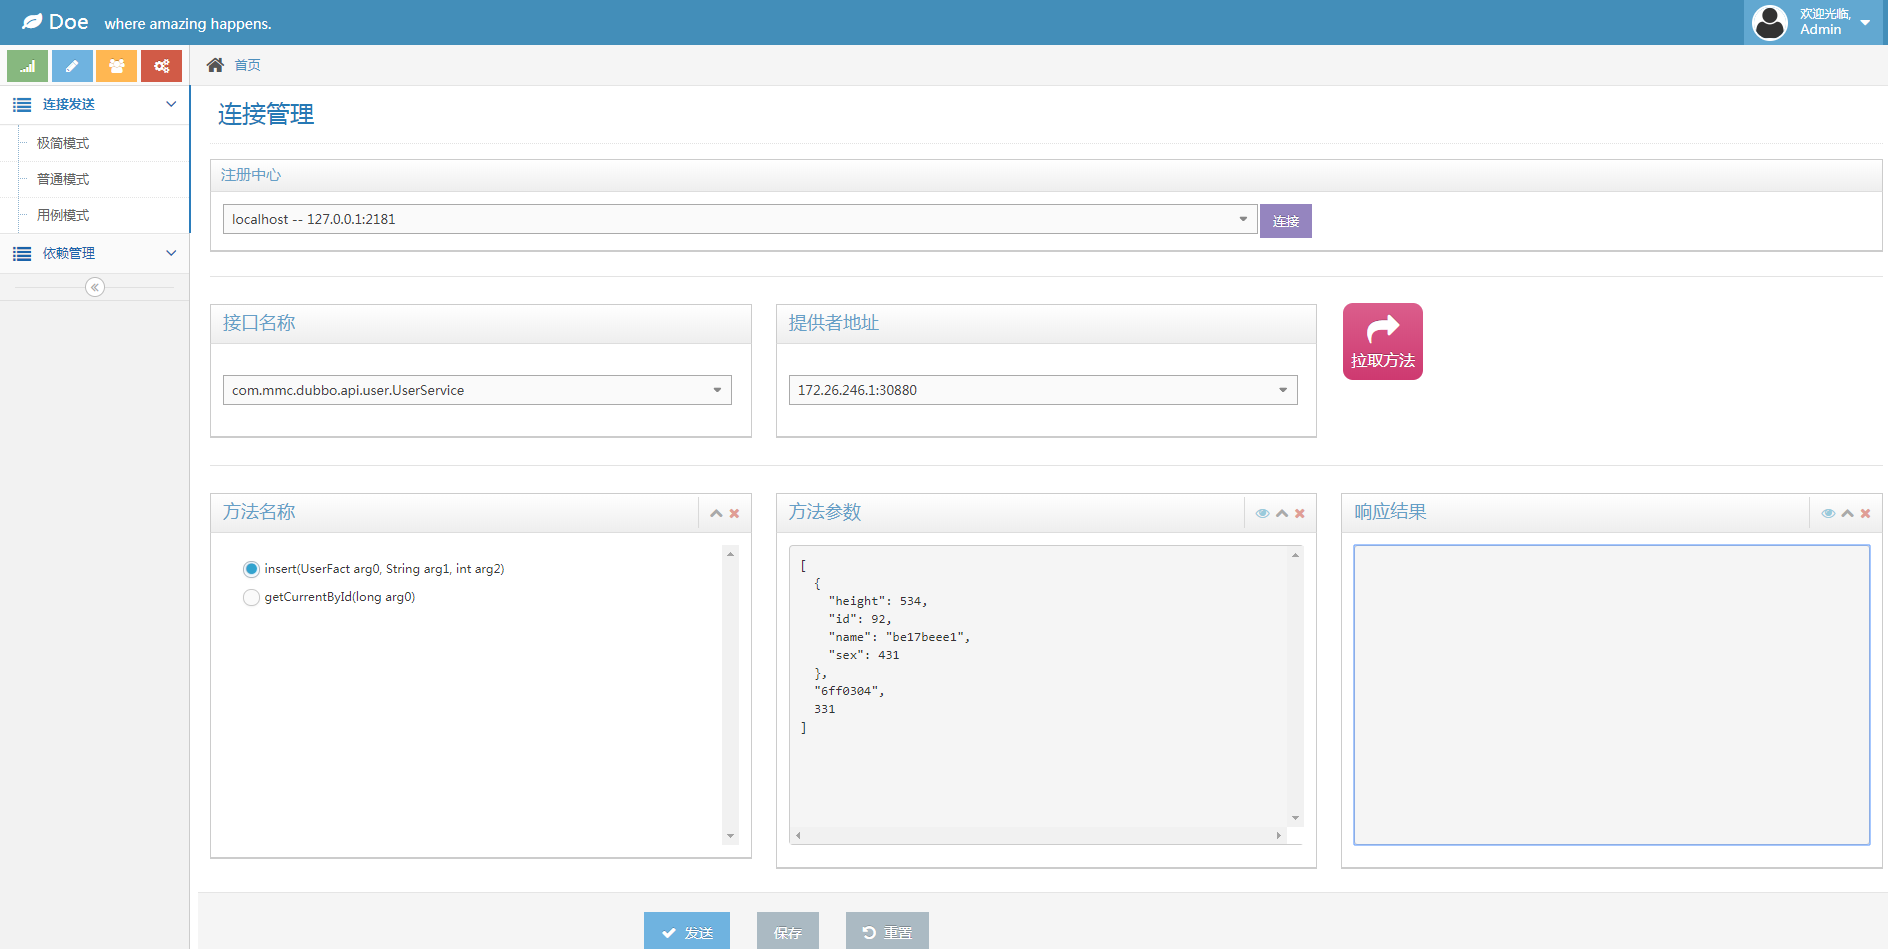 Doe where amazing happens.
欢迎光临,
Admin
首页
连接发送
极简模式
普通模式
用例模式
依赖管理
连接管理
注册中心
localhost -- 127.0.0.1:2181
连接
接口名称
提供者地址
com.mmc.dubbo.api.user.UserService
172.26.246.1:30880
拉取方法
方法名称
insert(UserFact arg0, String arg1, int arg2)
getCurrentById(long arg0)
方法参数
[
{
"height": 534,
"id": 92,
"name": "be17beee1",
"sex": 431
},
"6ff0304",
331
]
响应结果
发送
保存
重置